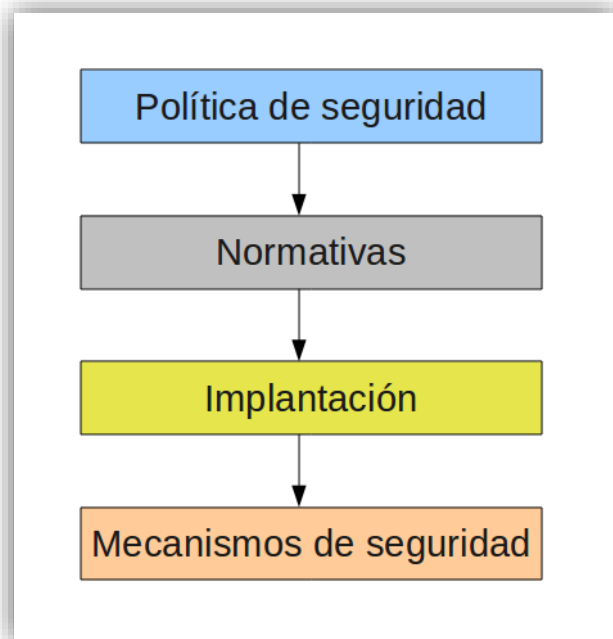 Política de seguridad
Normativas
Implantación
Mecanismos de seguridad